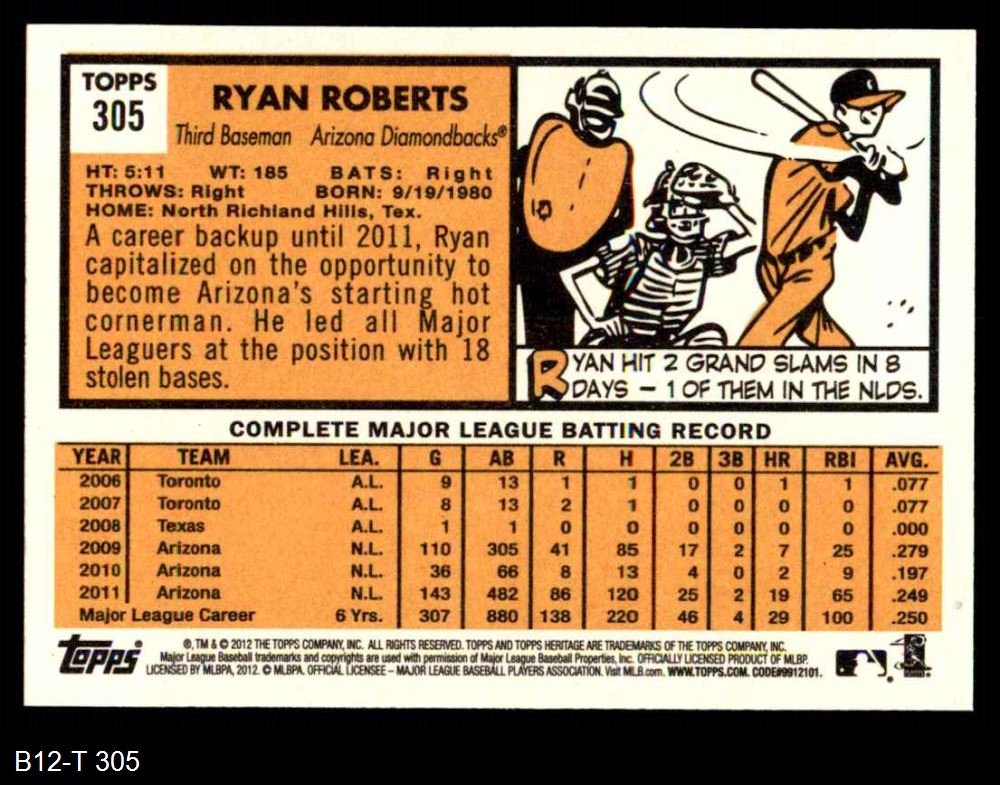 TOPPS
305
RYAN ROBERTS
Third Baseman Arizona Diamondbacks®
HT: 5:11 WT: 185 BATS: Right
THROWS: Right BORN: 9/19/1980
HOME: North Richland Hills, Tex.
A career backup until 2011, Ryan
capitalized on the opportunity to
become Arizona's starting hot
cornerman. He led all Major
Leaguers at the position with 18
stolen bases.
RYAN HIT 2 GRAND SLAMS IN 8
DAYS – 1 OF THEM IN THE NLDS.
COMPLETE MAJOR LEAGUE BATTING RECORD
YEAR TEAM LEA. G AB R H 2B 3B HR RBI AVG.
2006 Toronto A.L. 9 13 1 1 0 0 1 1 .077
2007 Toronto A.L. 8 13 2 1 0 0 0 0 .077
2008 Texas A.L. 1 1 0 0 0 0 0 0 .000
2009 Arizona N.L. 110 305 41 85 17 2 7 25 .279
2010 Arizona N.L. 36 66 8 13 4 0 2 9 .197
2011 Arizona N.L. 143 482 86 120 25 2 19 65 .249
Major League Career 6 Yrs. 307 880 138 220 46 4 29 100 .250
topps
®, TM & © 2012 THE TOPPS COMPANY, INC. ALL RIGHTS RESERVED. TOPPS AND TOPPS HERITAGE ARE TRADEMARKS OF THE TOPPS COMPANY, INC.
Major League Baseball trademarks and copyrights are used with permission of Major League Baseball Properties, Inc. OFFICIALLY LICENSED PRODUCT OF MLBP.
LICENSED BY MLBPA, 2012. © MLBPA. OFFICIAL LICENSEE – MAJOR LEAGUE BASEBALL PLAYERS ASSOCIATION. Visit MLB.com. WWW.TOPPS.COM. CODE#9912101.
B12-T 305